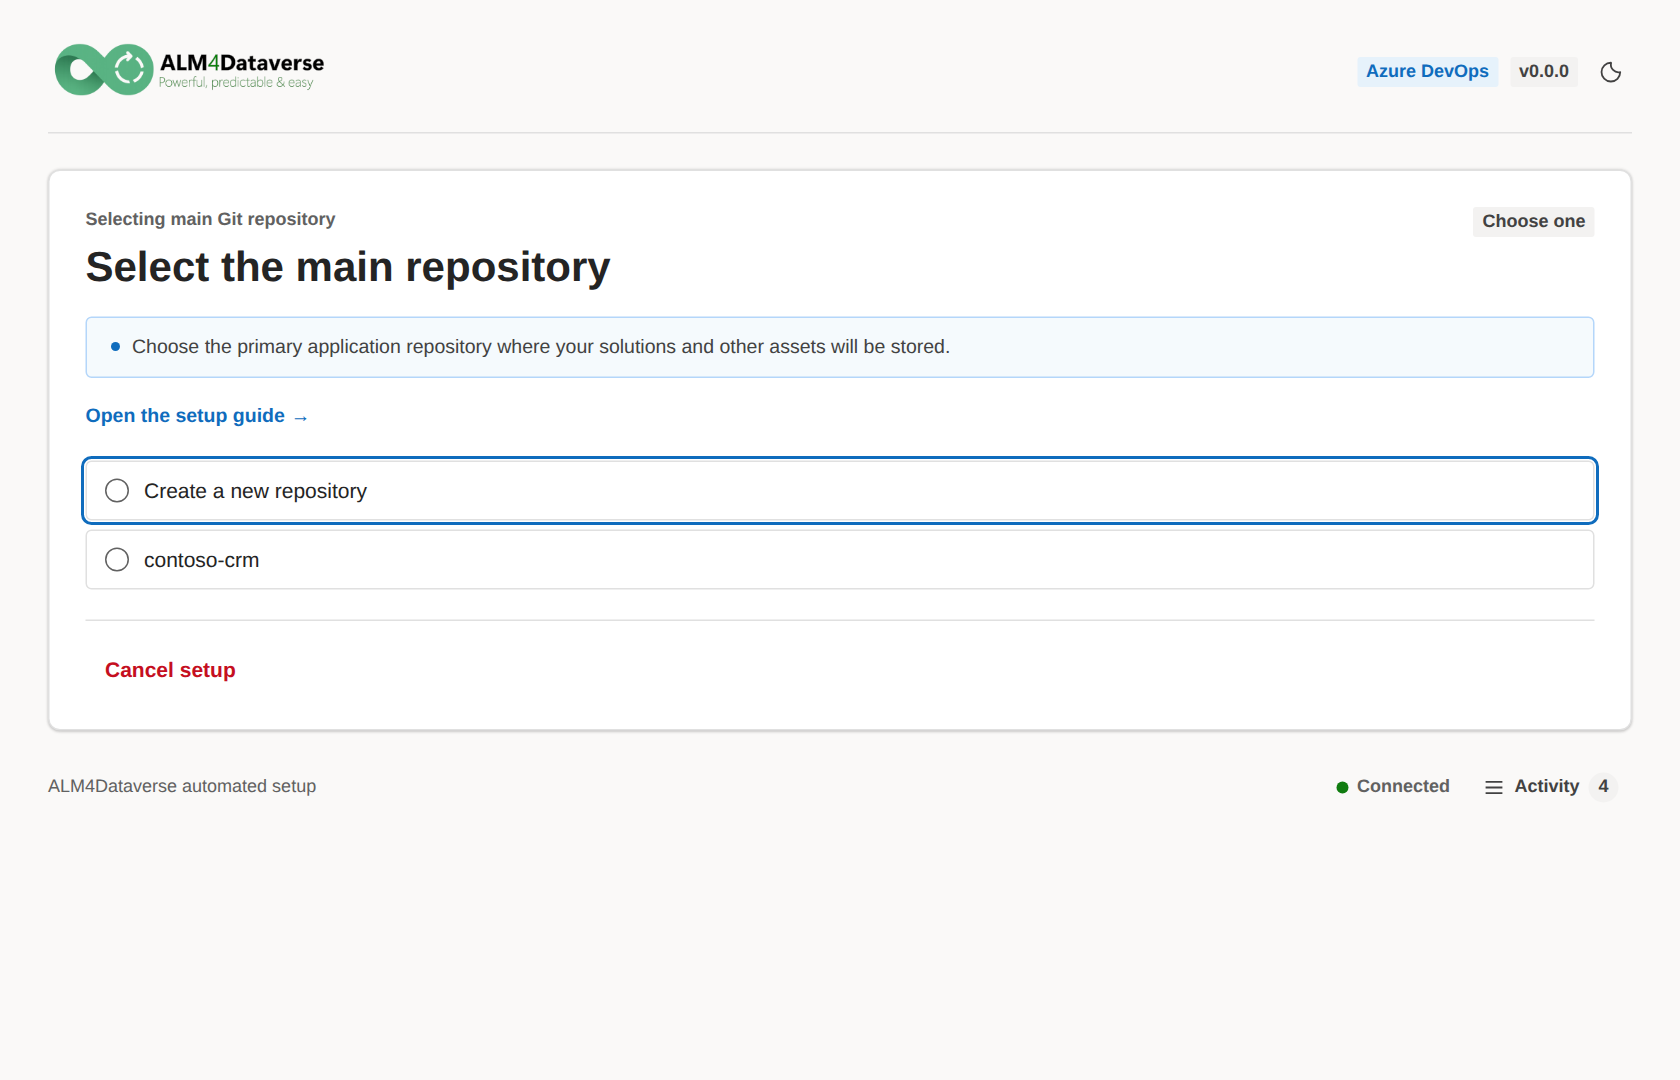 ALM4Dataverse
Powerful, predictable & easy
Azure DevOps
v0.0.0
Selecting main Git repository
Choose one
Select the main repository
Choose the primary application repository where your solutions and other assets will be stored.
Open the setup guide →
Create a new repository
contoso-crm
Cancel setup
ALM4Dataverse automated setup
Connected
Activity 4